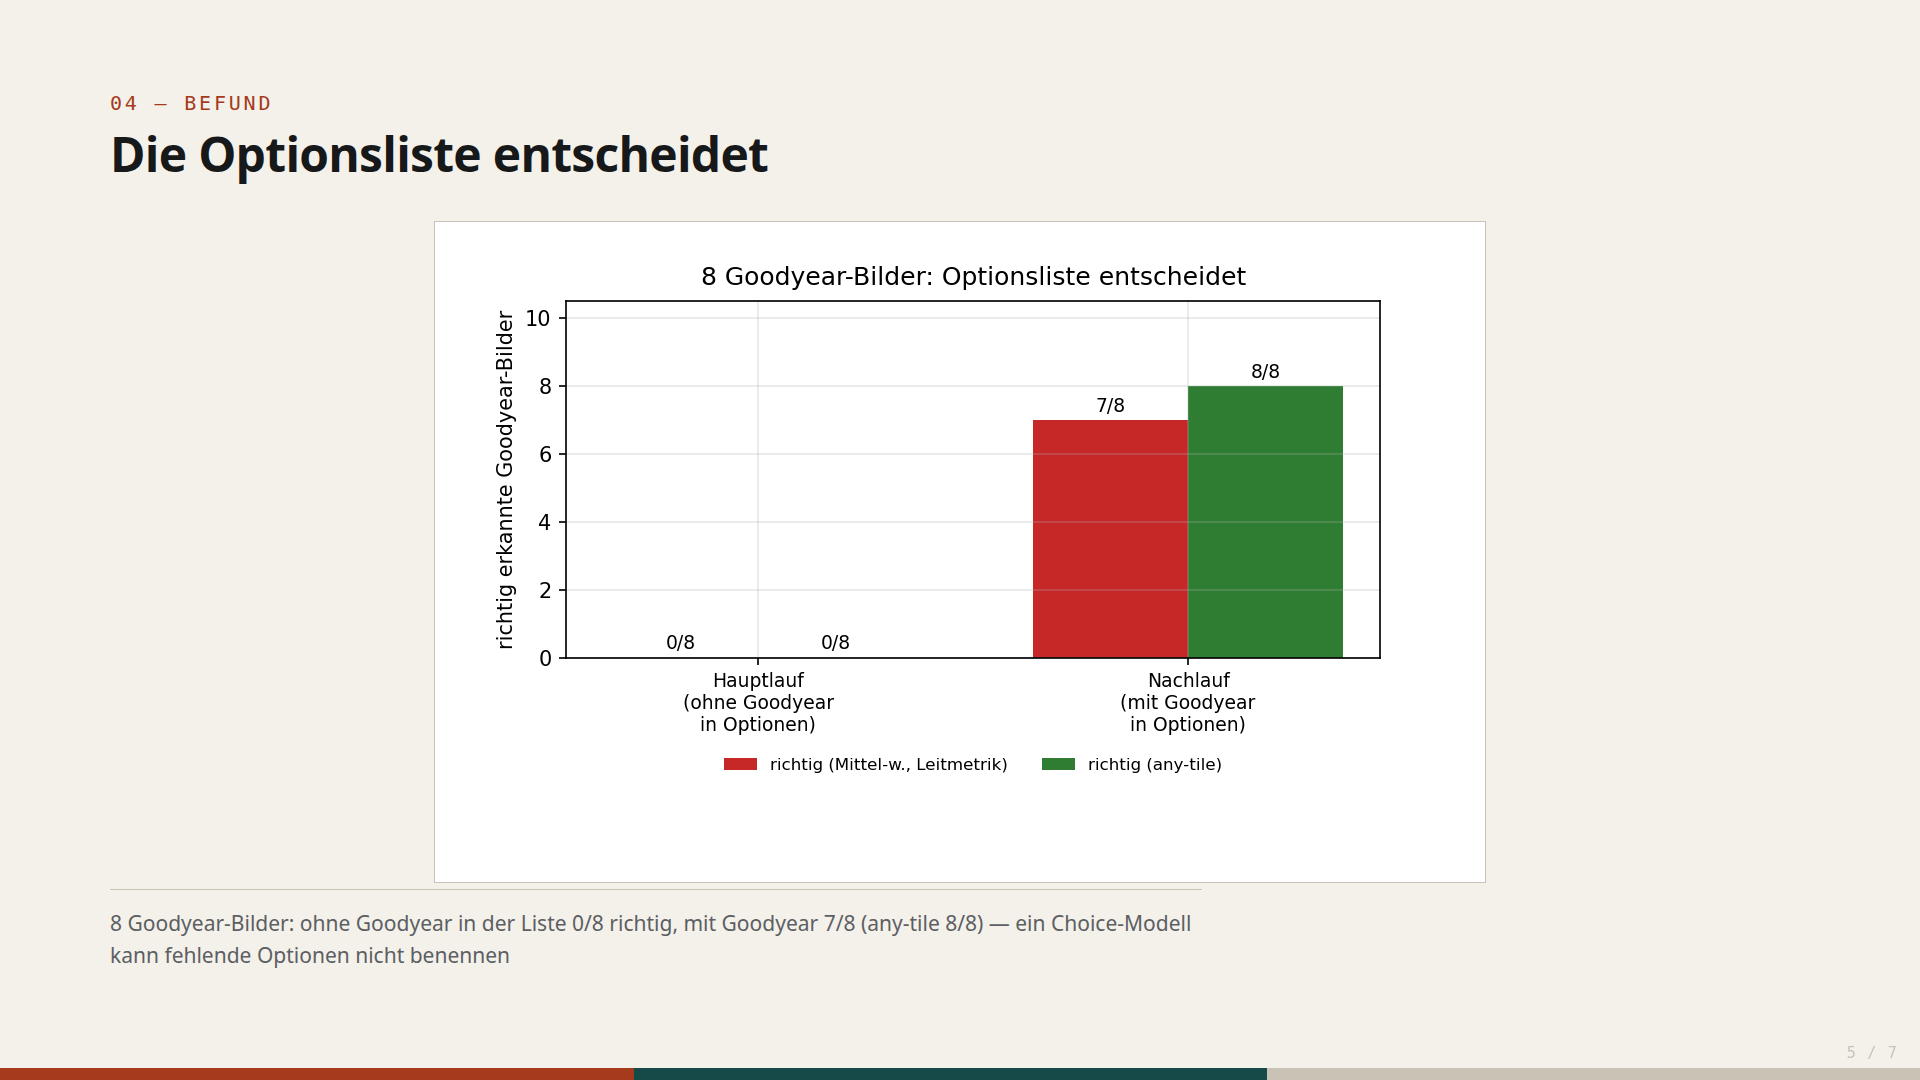 04 — BEFUND
Die Optionsliste entscheidet
8 Goodyear-Bilder: Optionsliste entscheidet
richtig erkannte Goodyear-Bilder
10
8
6
4
2
0
0/8
0/8
7/8
8/8
Hauptlauf
(ohne Goodyear
in Optionen)
Nachlauf
(mit Goodyear
in Optionen)
richtig (Mittel-w., Leitmetrik)
richtig (any-tile)
8 Goodyear-Bilder: ohne Goodyear in der Liste 0/8 richtig, mit Goodyear 7/8 (any-tile 8/8) — ein Choice-Modell
kann fehlende Optionen nicht benennen
5 / 7